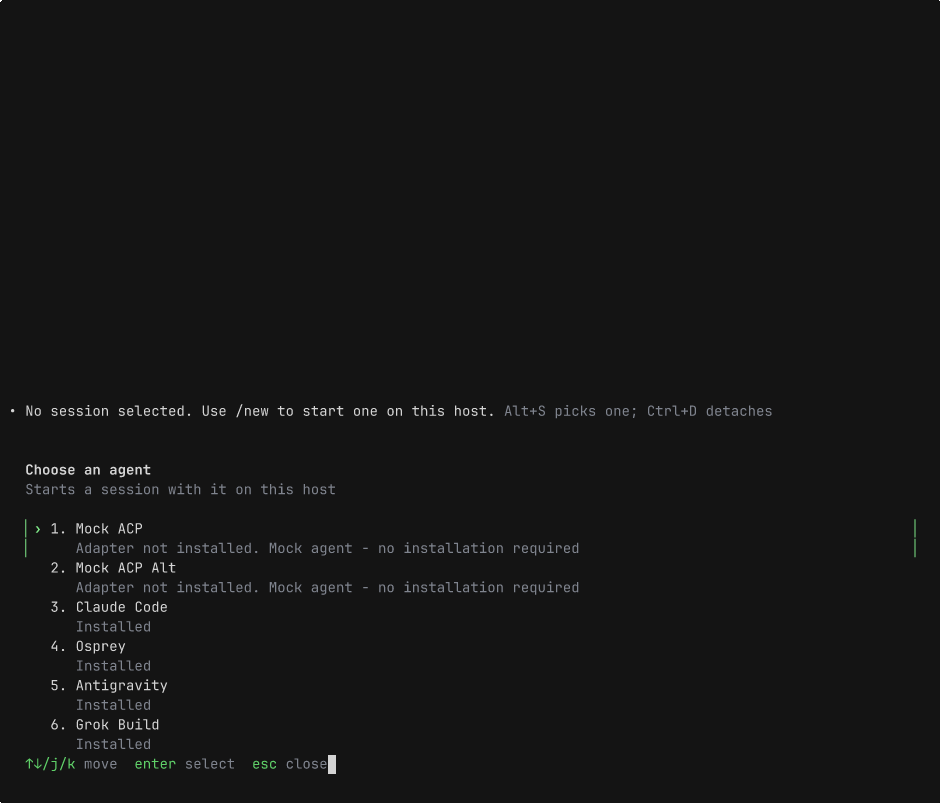 • No session selected. Use /new to start one on this host. Alt+S picks one; Ctrl+D detaches
Choose an agent
Starts a session with it on this host
› 1. Mock ACP
Adapter not installed. Mock agent - no installation required
2. Mock ACP Alt
Adapter not installed. Mock agent - no installation required
3. Claude Code
Installed
4. Osprey
Installed
5. Antigravity
Installed
6. Grok Build
Installed
↑↓/j/k move  enter select  esc close